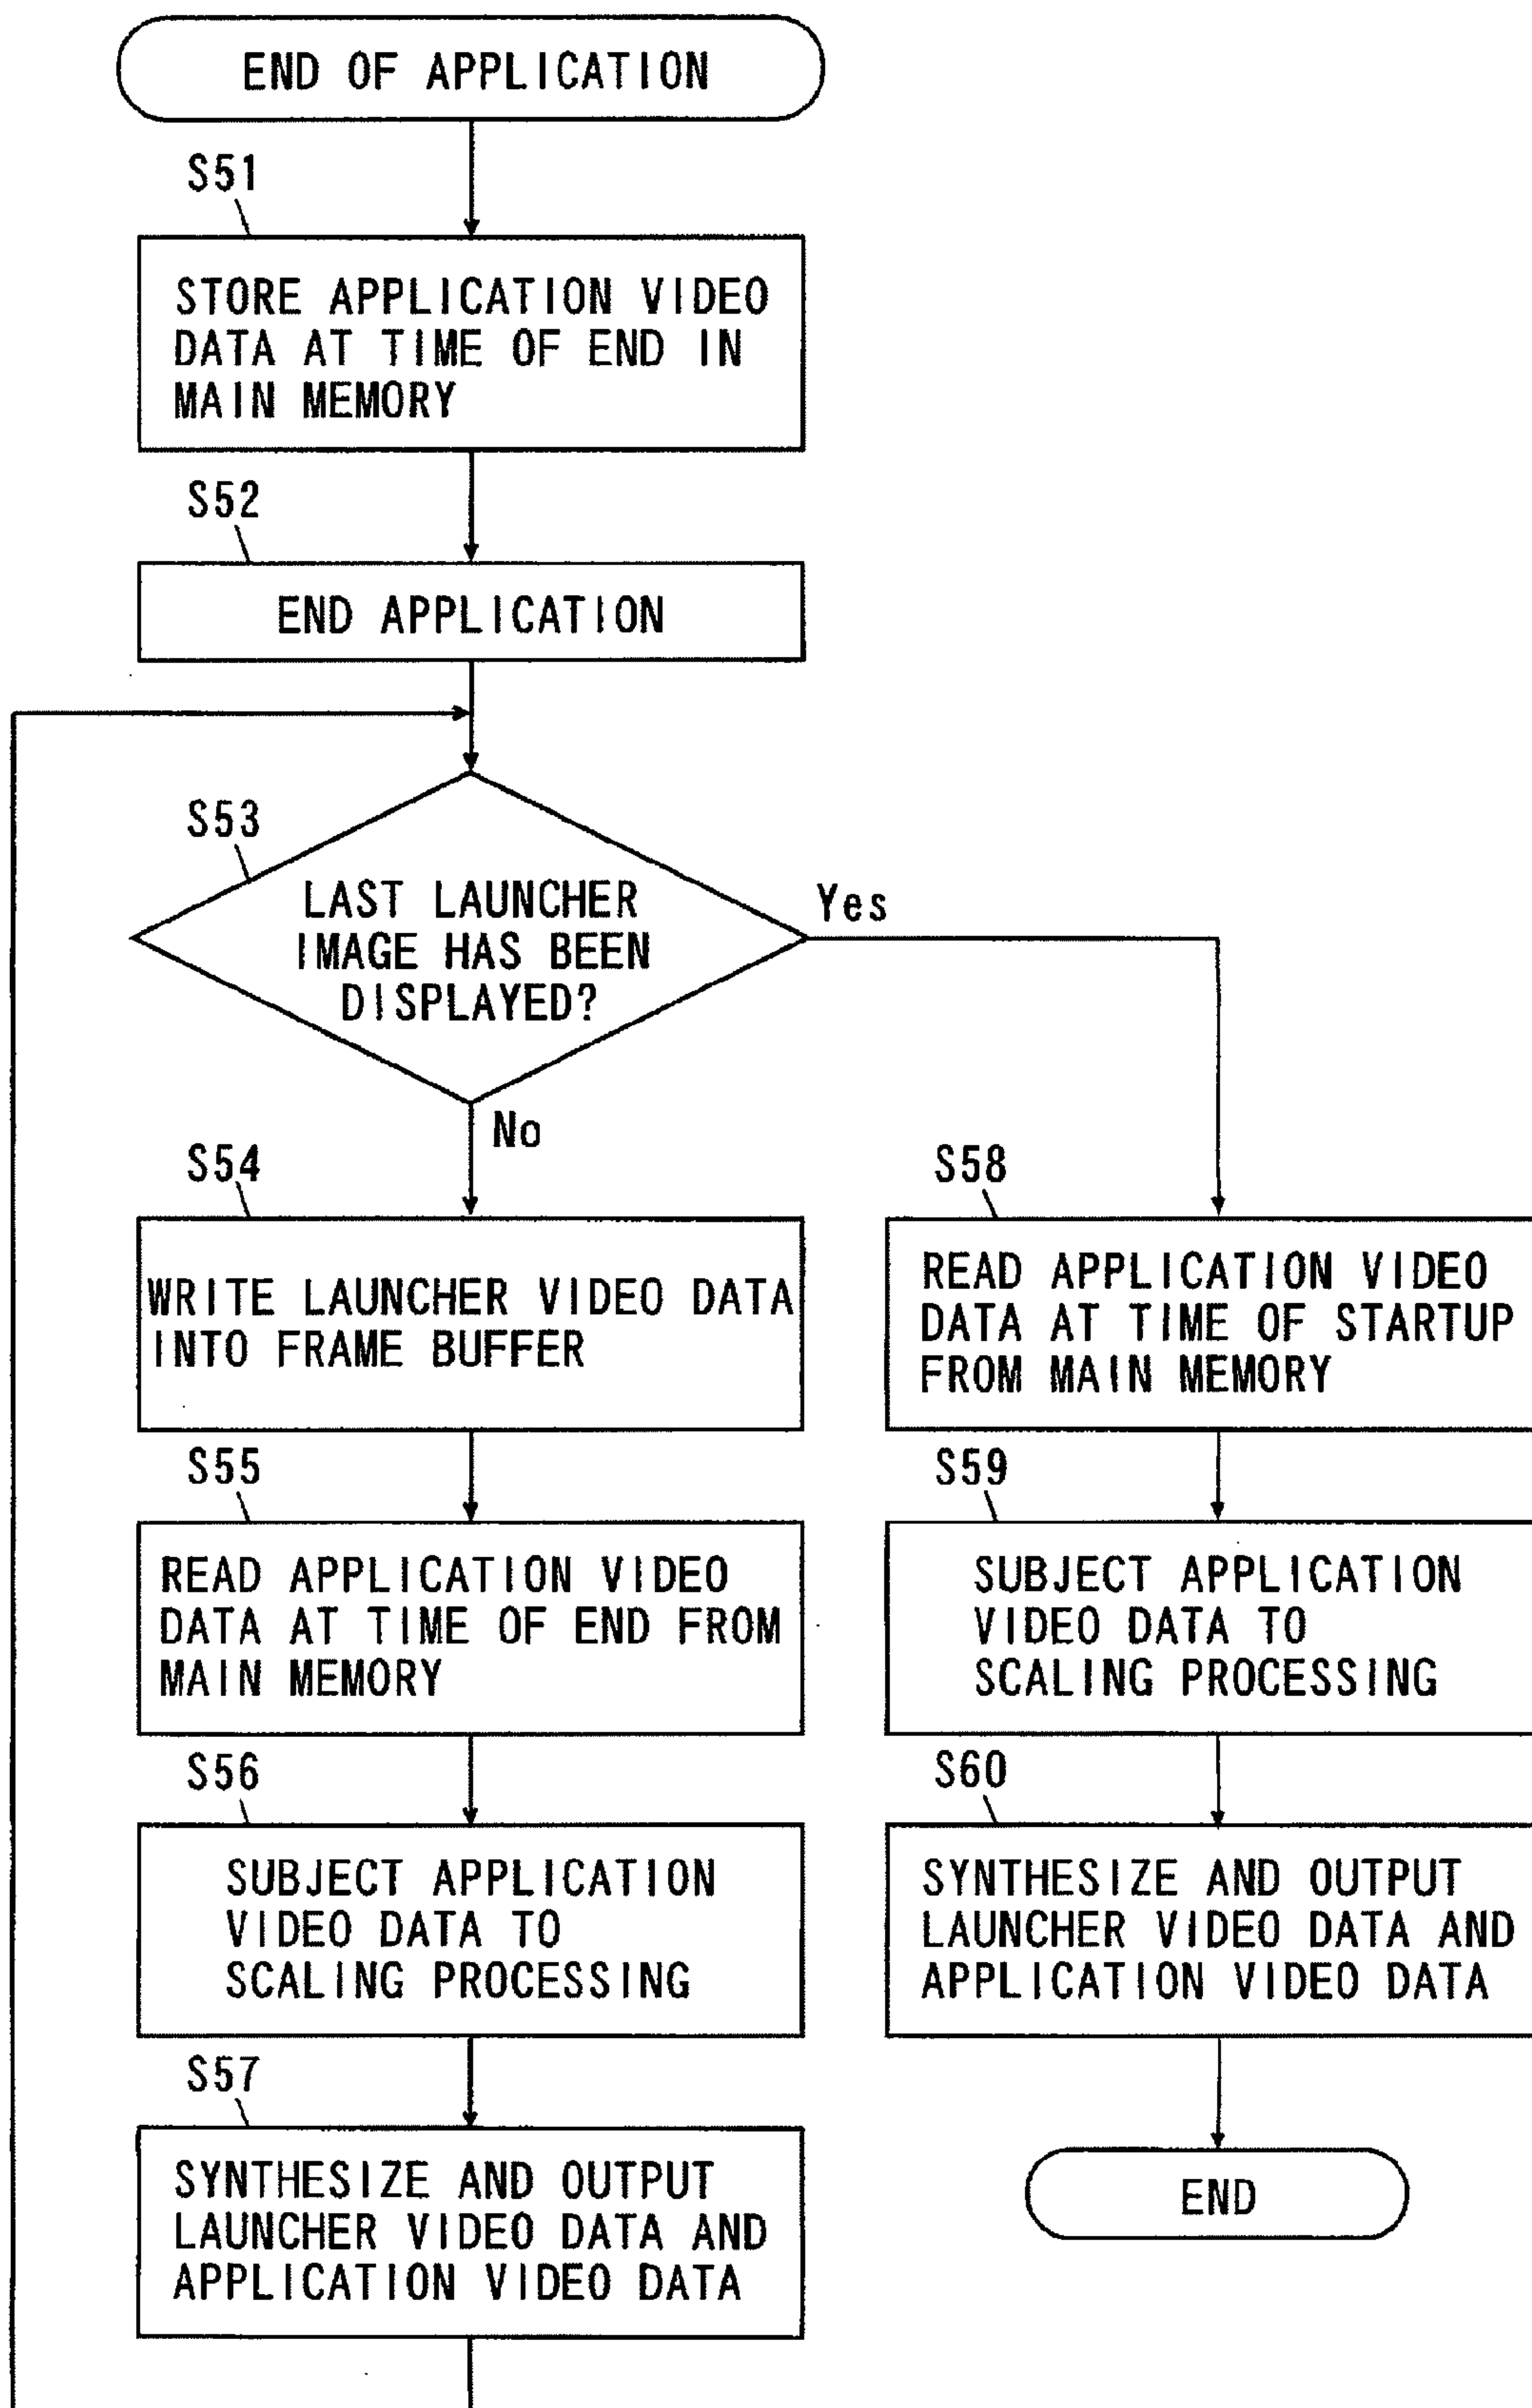 END OF APPLICATION
S51
STORE APPLICATION VIDEO
DATA AT TIME OF END IN
MAIN MEMORY
S52
END APPLICATION
S53
LAST LAUNCHER
IMAGE HAS BEEN
DISPLAYED?
Yes
No
S54
WRITE LAUNCHER VIDEO DATA
INTO FRAME BUFFER
S55
READ APPLICATION VIDEO
DATA AT TIME OF END FROM
MAIN MEMORY
S56
SUBJECT APPLICATION
VIDEO DATA TO
SCALING PROCESSING
S57
SYNTHESIZE AND OUTPUT
LAUNCHER VIDEO DATA AND
APPLICATION VIDEO DATA
S58
READ APPLICATION VIDEO
DATA AT TIME OF STARTUP
FROM MAIN MEMORY
S59
SUBJECT APPLICATION
VIDEO DATA TO
SCALING PROCESSING
S60
SYNTHESIZE AND OUTPUT
LAUNCHER VIDEO DATA AND
APPLICATION VIDEO DATA
END